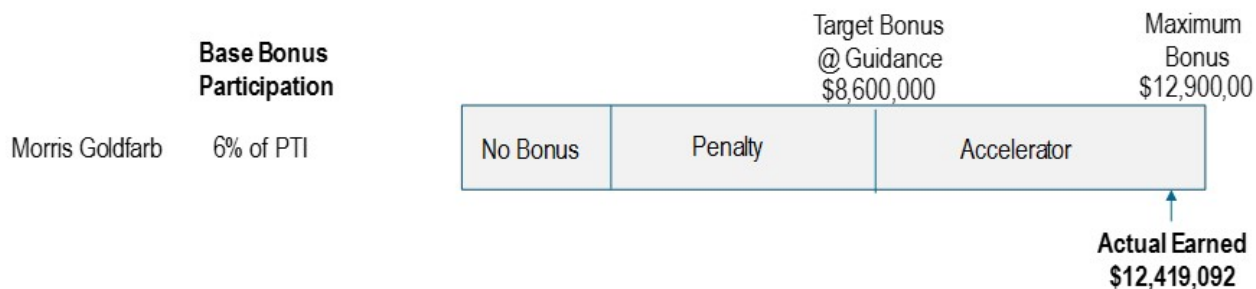 Base Bonus
Participation
Target Bonus
@ Guidance
$8,600,000
Maximum
Bonus
$12,900,00
Morris Goldfarb 6% of PTI No Bonus Penalty Accelerator
Actual Earned
$12,419,092